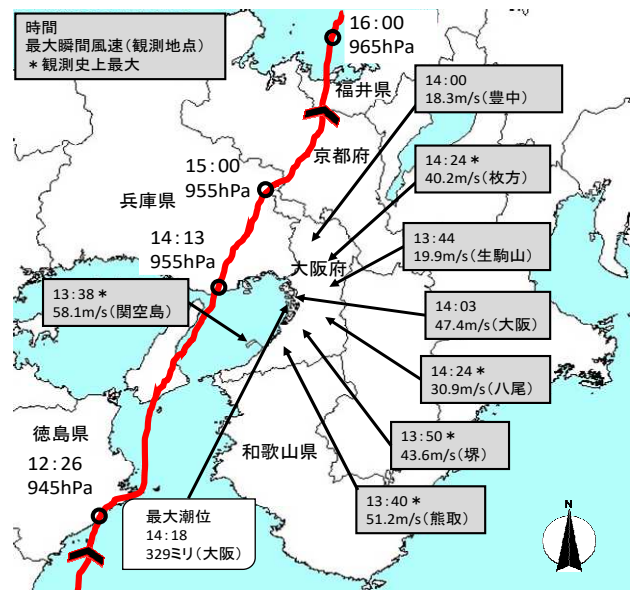 時間
最大瞬間風速(観測地点)
*観測史上最大
16:00
965hPa
福井県
14:00
18.3m/s(豊中)
京都府
15:00
955hPa
14:24*
40.2m/s(枚方)
兵庫県
14:13
955hPa
大阪府
13:44
19.9m/s(生駒山)
13:38*
58.1m/s(関空島)
14:03
47.4m/s(大阪)
14:24*
30.9m/s(八尾)
徳島県
和歌山県
13:50*
43.6m/s(堺)
12:26
945hPa
13:40*
51.2m/s(熊取)
最大潮位
14:18
329ミリ(大阪)
N